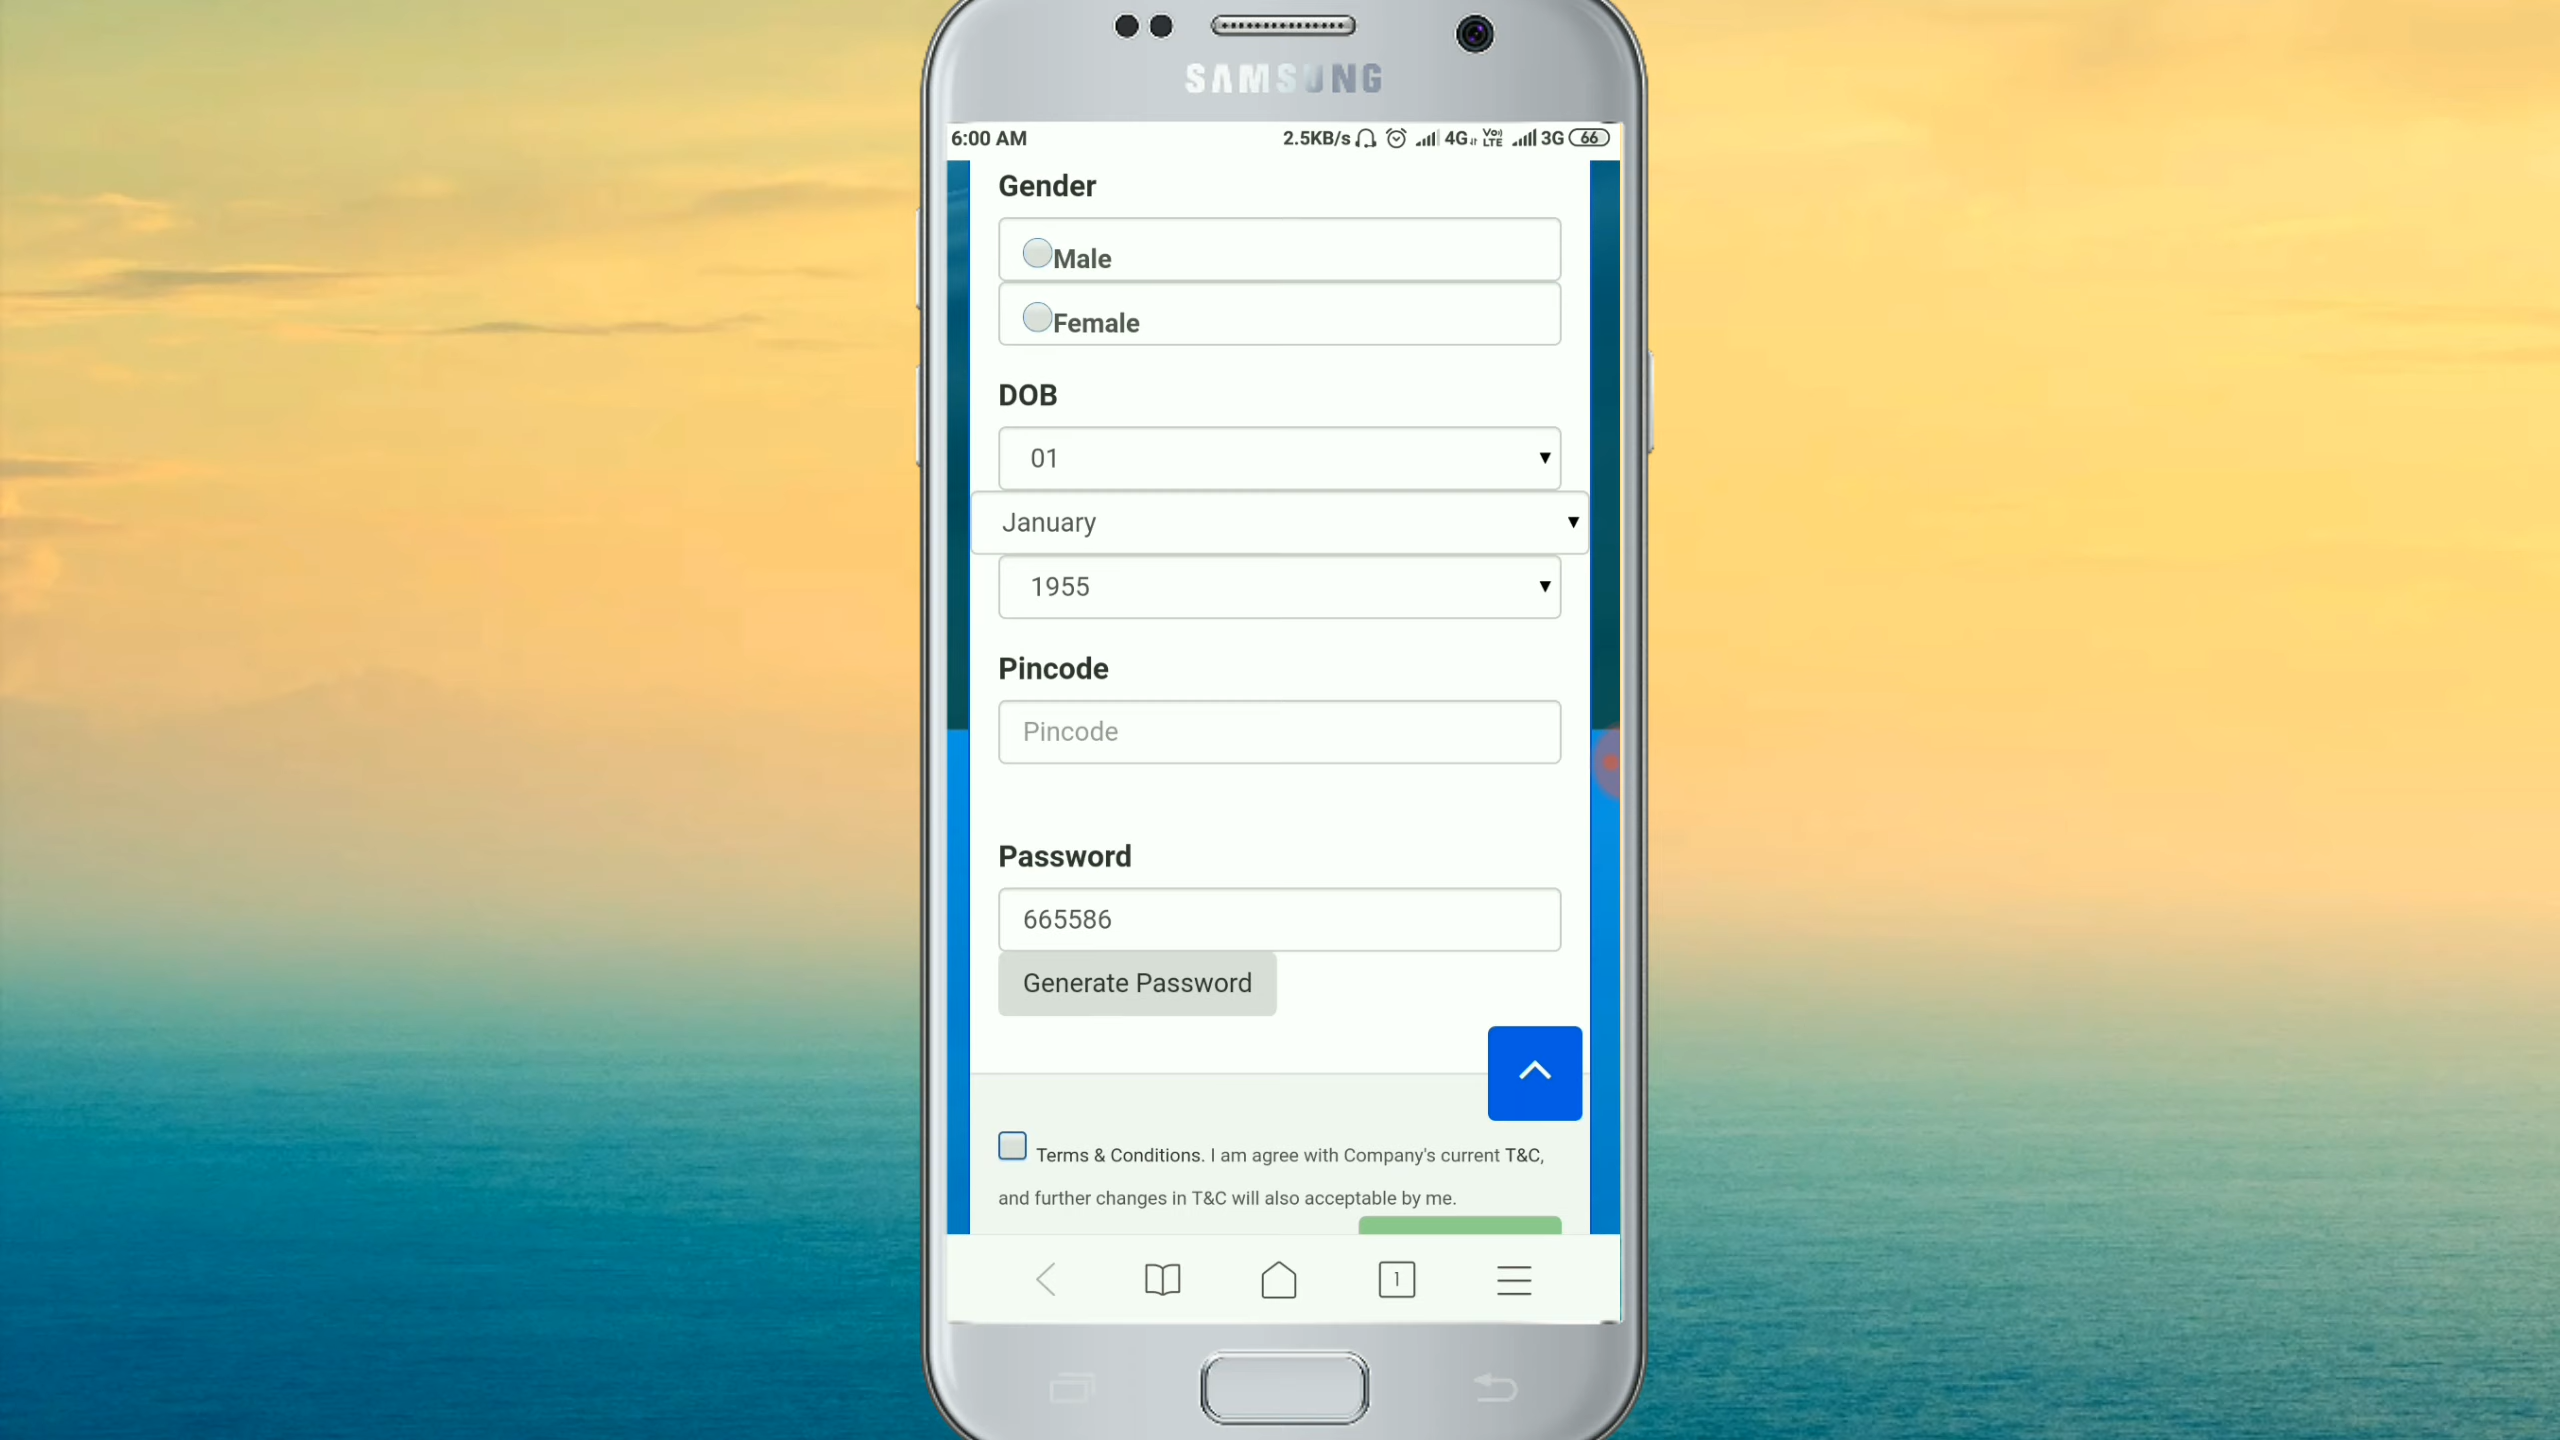 SAMSUNG
6:00 AM 2.5KB/s 4G Vo) LTE 3G 66
Gender
Male
Female
DOB
01
January
1955
Pincode
Pincode
Password
665586
Generate Password
Terms & Conditions. I am agree with Company's current T&C,
and further changes in T&C will also acceptable by me.
1